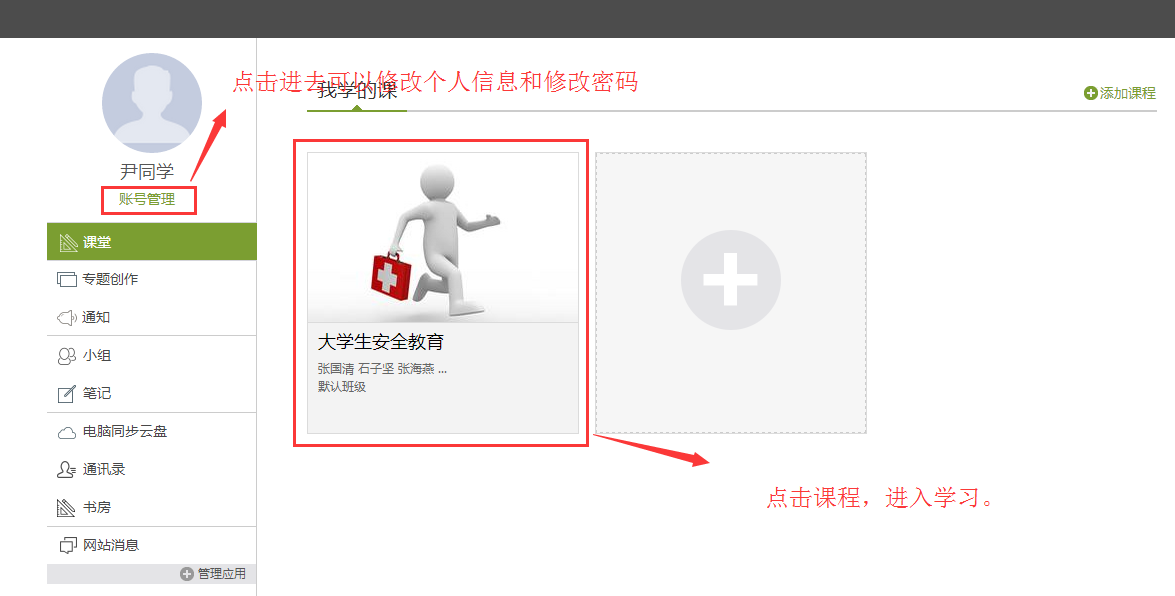 点击进去可以修改个人信息和修改密码
我学的课
添加课程
尹同学
账号管理
课堂
专题创作
通知
小组
笔记
电脑同步云盘
通讯录
书房
网站消息
管理应用
大学生安全教育
张国清 石子坚 张海燕 ...
默认班级
点击课程，进入学习。